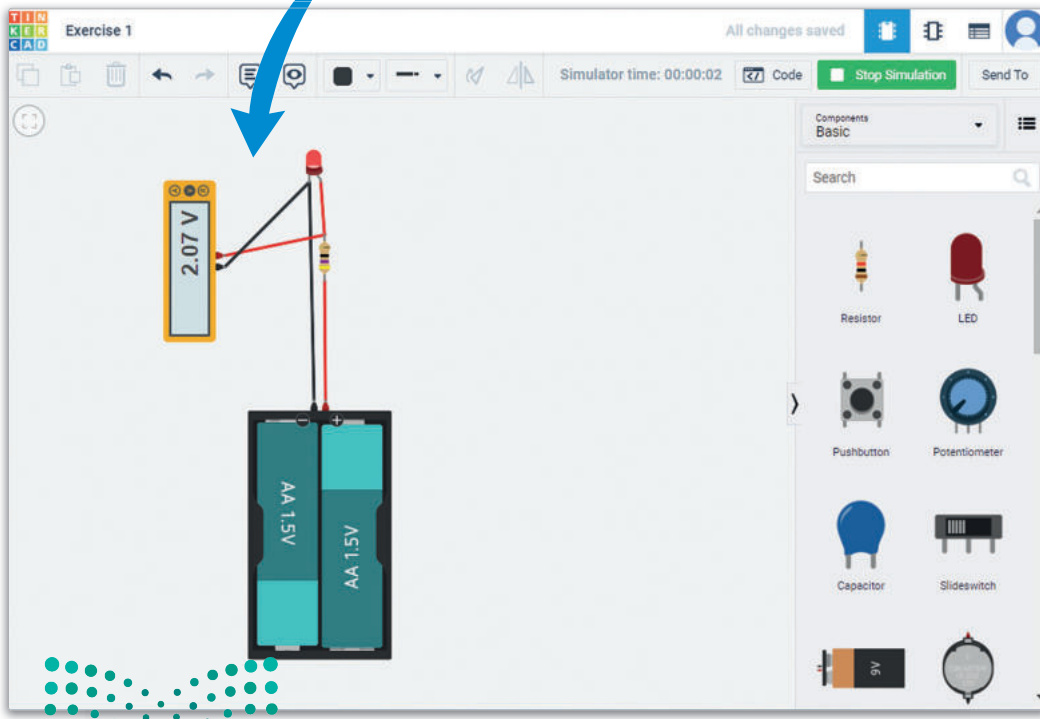 TIN
KER
CAD
Exercise 1
All changes saved
Simulator time: 00:00:02
Code
Stop Simulation
Send To
Components
Basic
Search
2.07 V
Resistor
LED
Pushbutton
Potentiometer
Capacitor
Slideswitch
AA 1.5V
AA 1.5V
9V